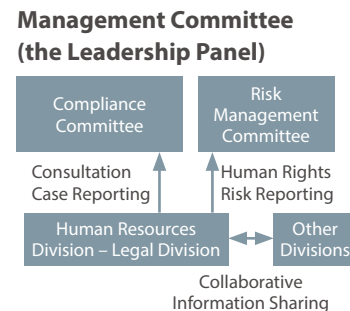 Management Committee
(the Leadership Panel)
Compliance
Committee
Risk
Management
Committee
Consultation
Case Reporting
Human Rights
Risk Reporting
Human Resources
Division – Legal Division
Other
Divisions
Collaborative
Information Sharing